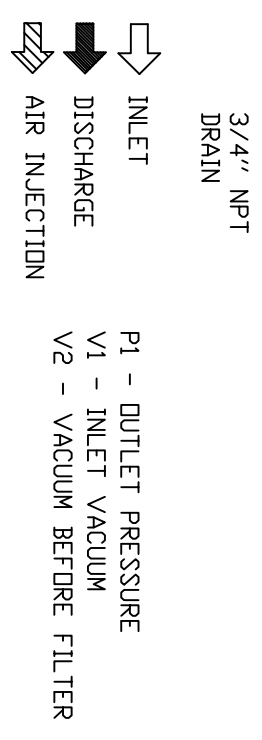 3/4" NPT
DRAIN
INLET
DISCHARGE
AIR INJECTION
P1 - OUTLET PRESSURE
V1 - INLET VACUUM
V2 - VACUUM BEFORE FILTER